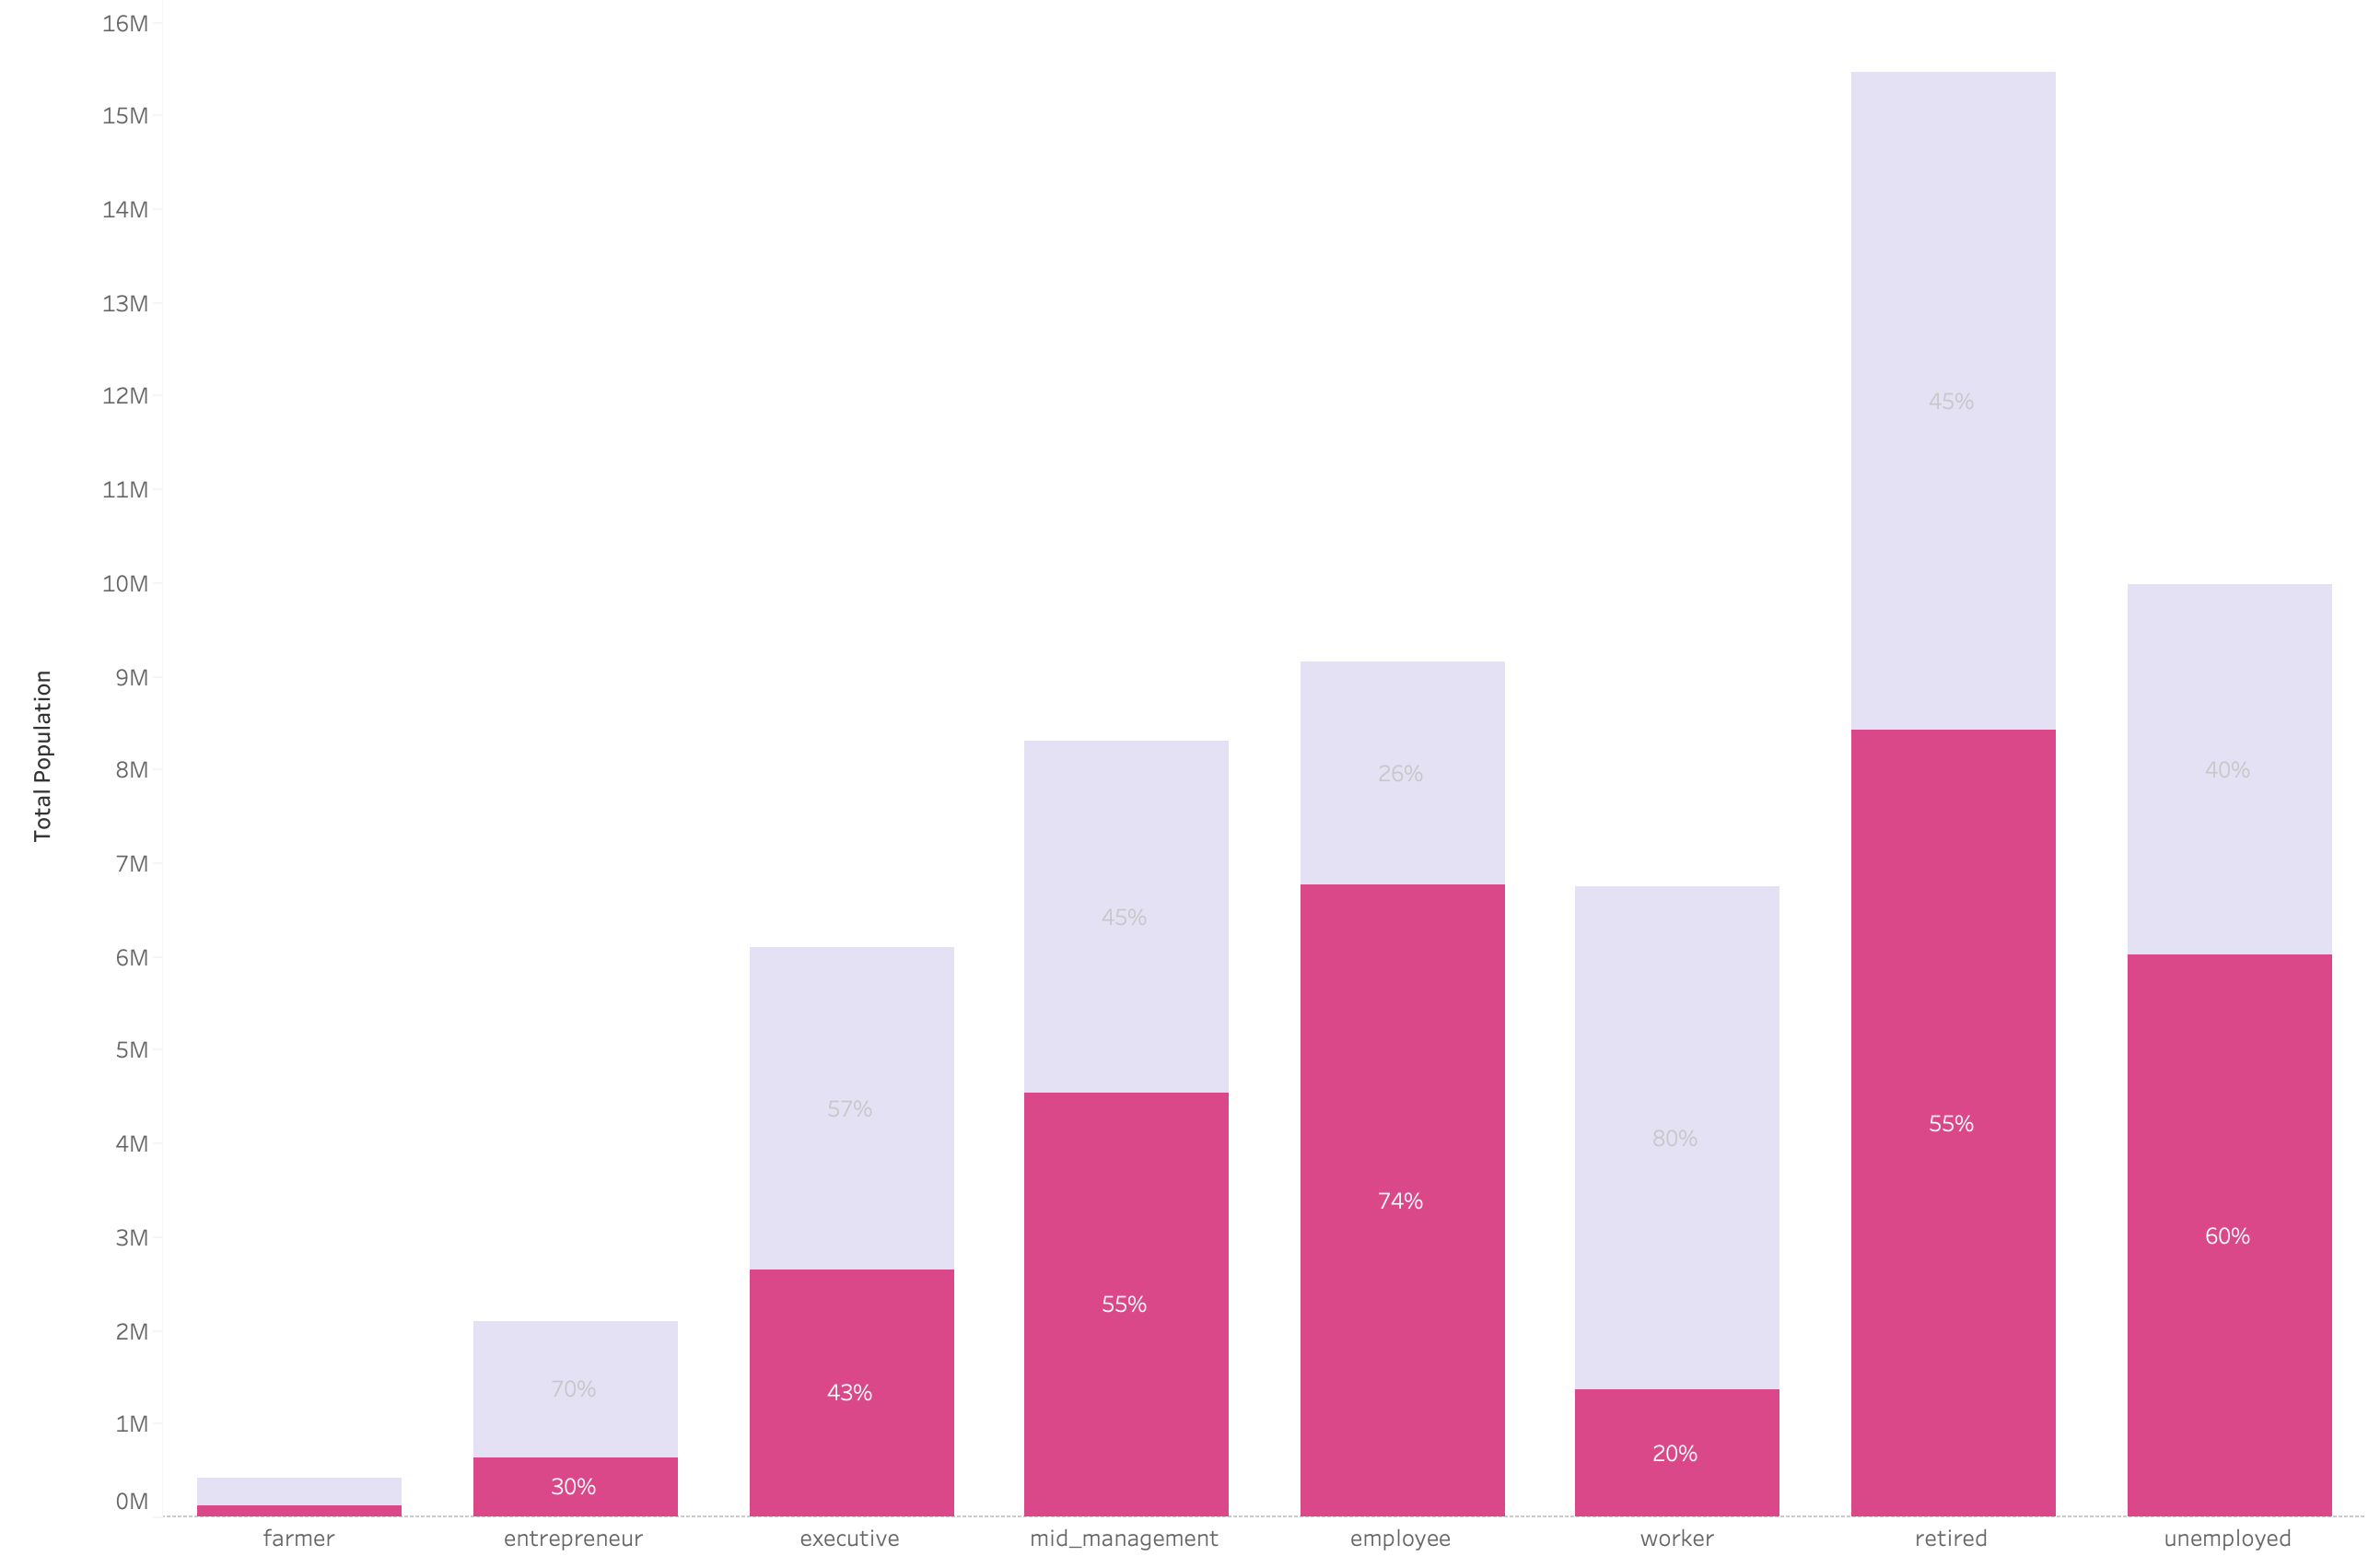 16M
15M
14M
13M
12M
11M
10M
9M
8M
7M
6M
5M
4M
3M
2M
1M
0M
Total Population
70%
30%
57%
43%
45%
55%
26%
74%
80%
20%
45%
55%
40%
60%
farmer entrepreneur executive mid_management employee worker retired unemployed